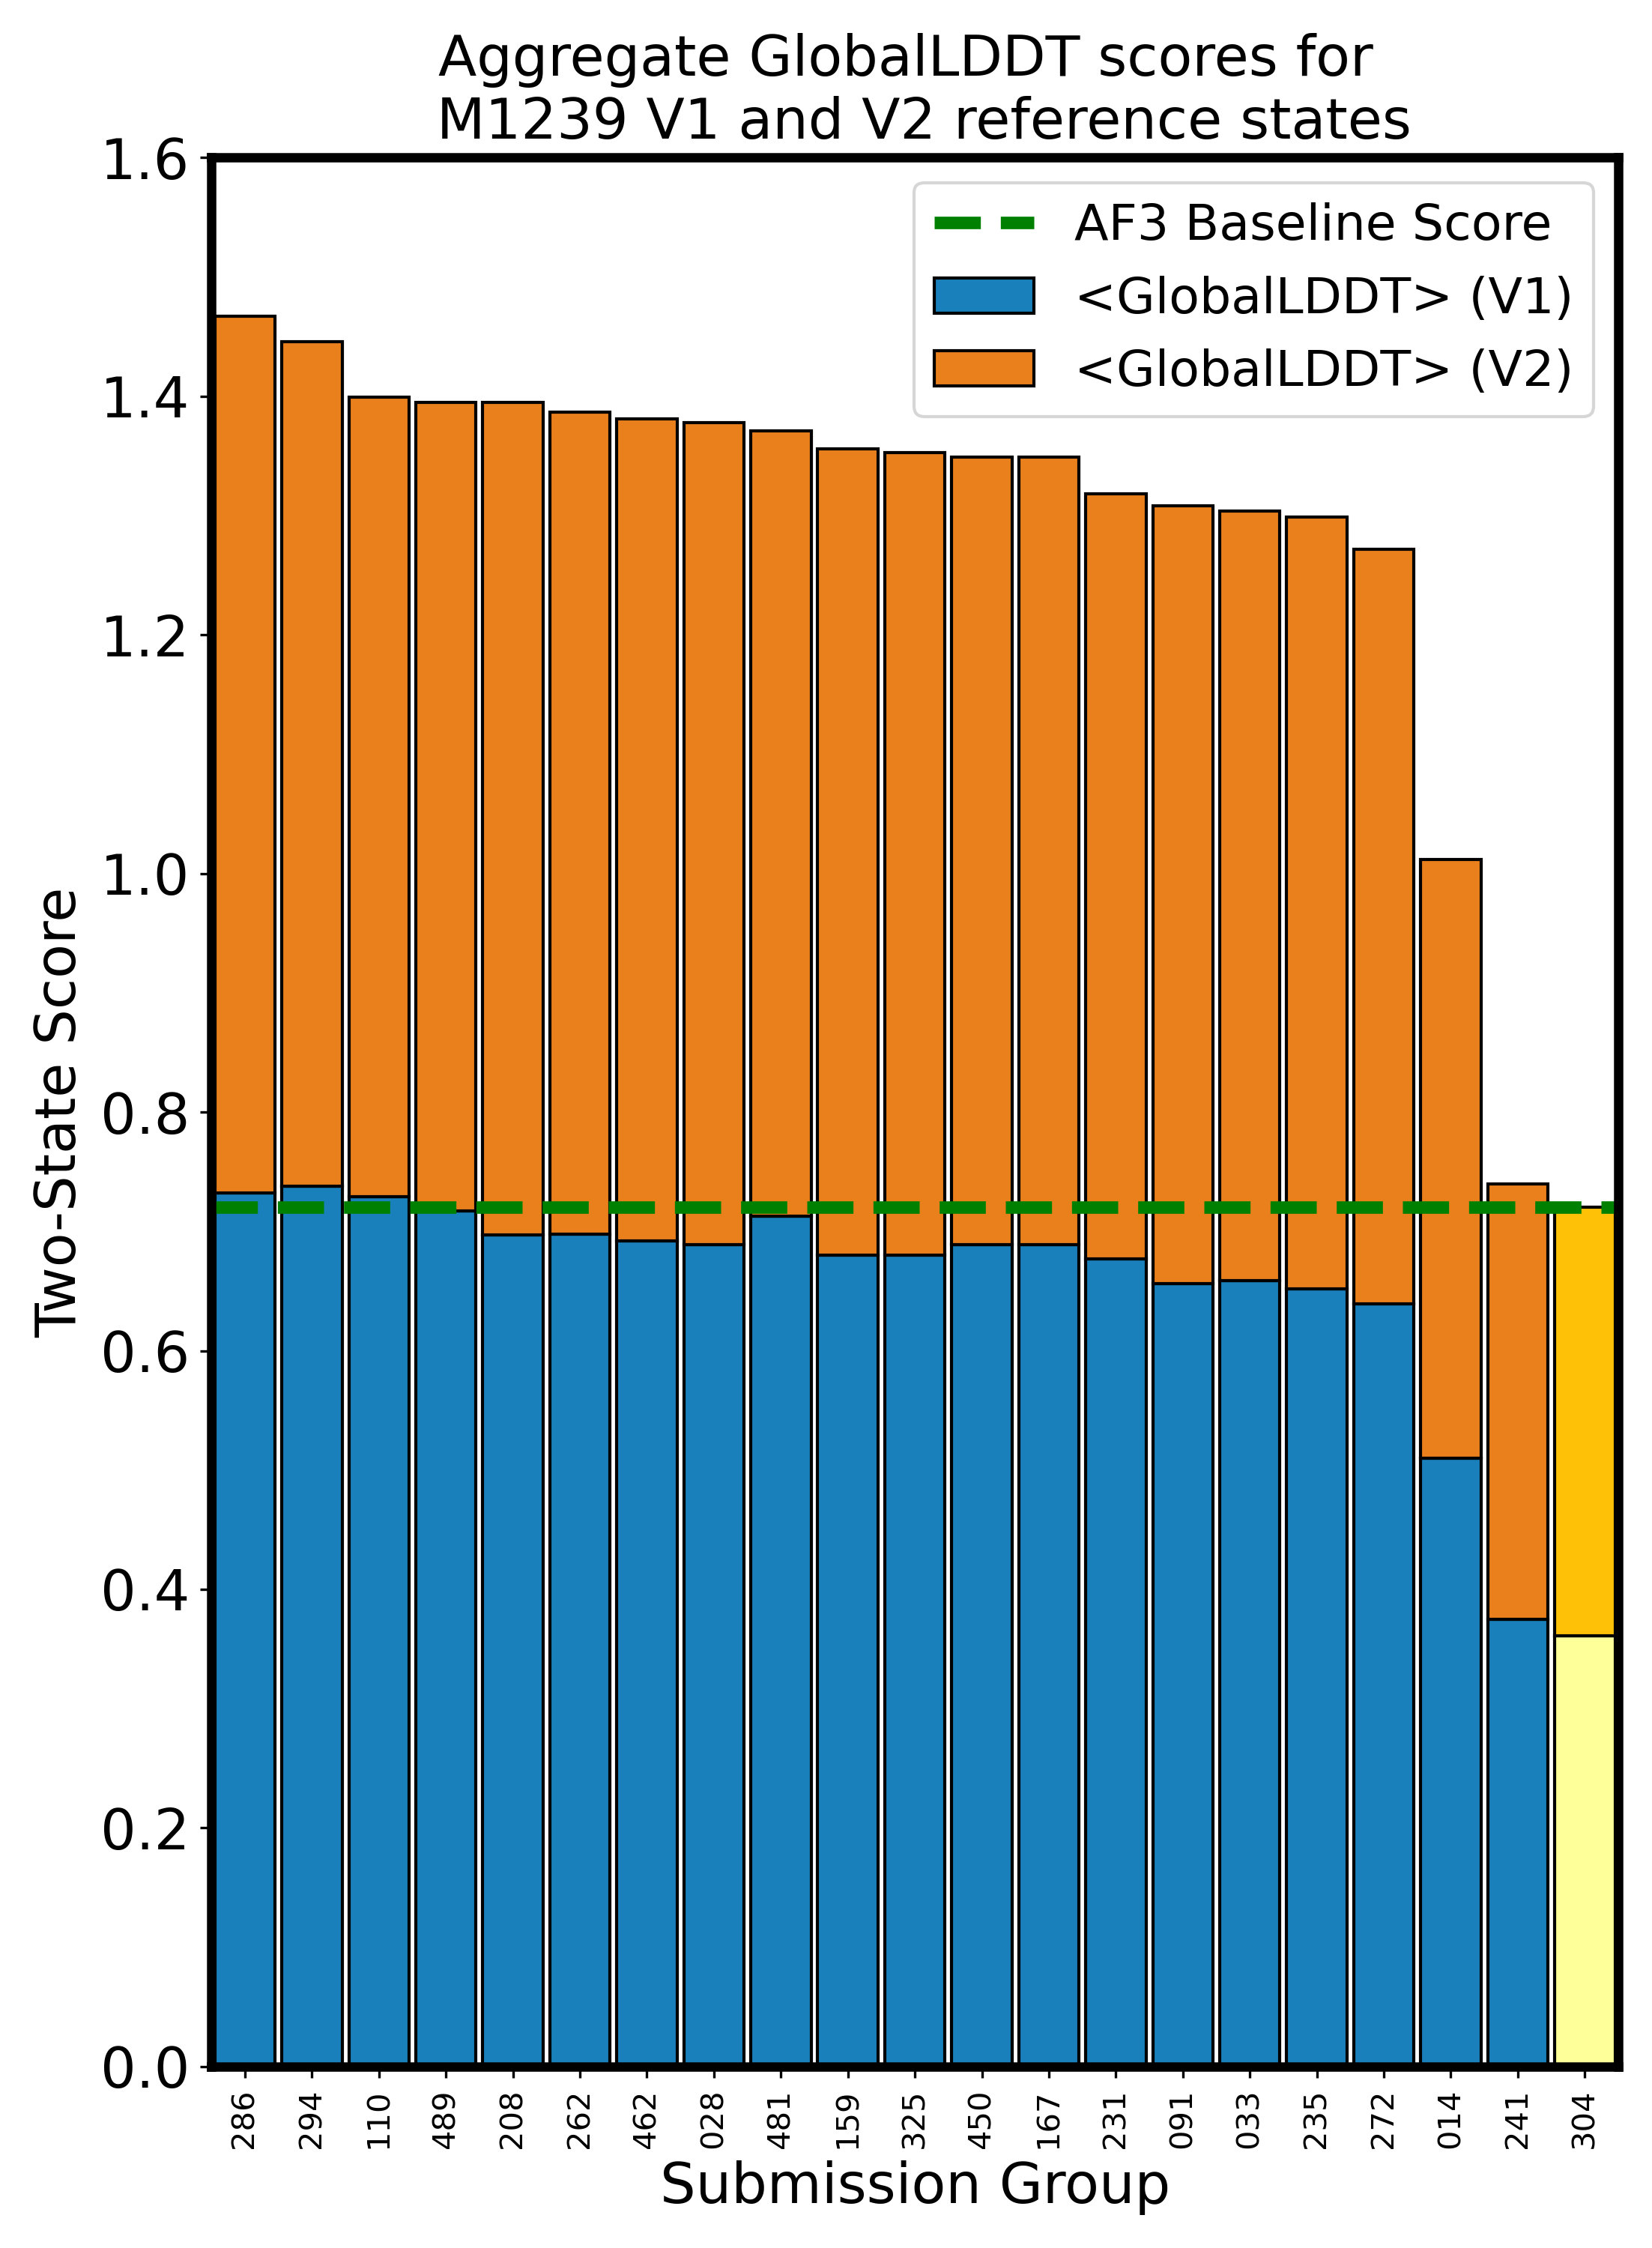 Aggregate GlobalLDDT scores for
M1239 V1 and V2 reference states
AF3 Baseline Score
<GlobalLDDT> (V1)
<GlobalLDDT> (V2)
Two-State Score
1.6
1.4
1.2
1.0
0.8
0.6
0.4
0.2
0.0
286 294 110 489 208 262 462 028 481 159 325 450 167 231 091 033 235 272 014 241 304
Submission Group